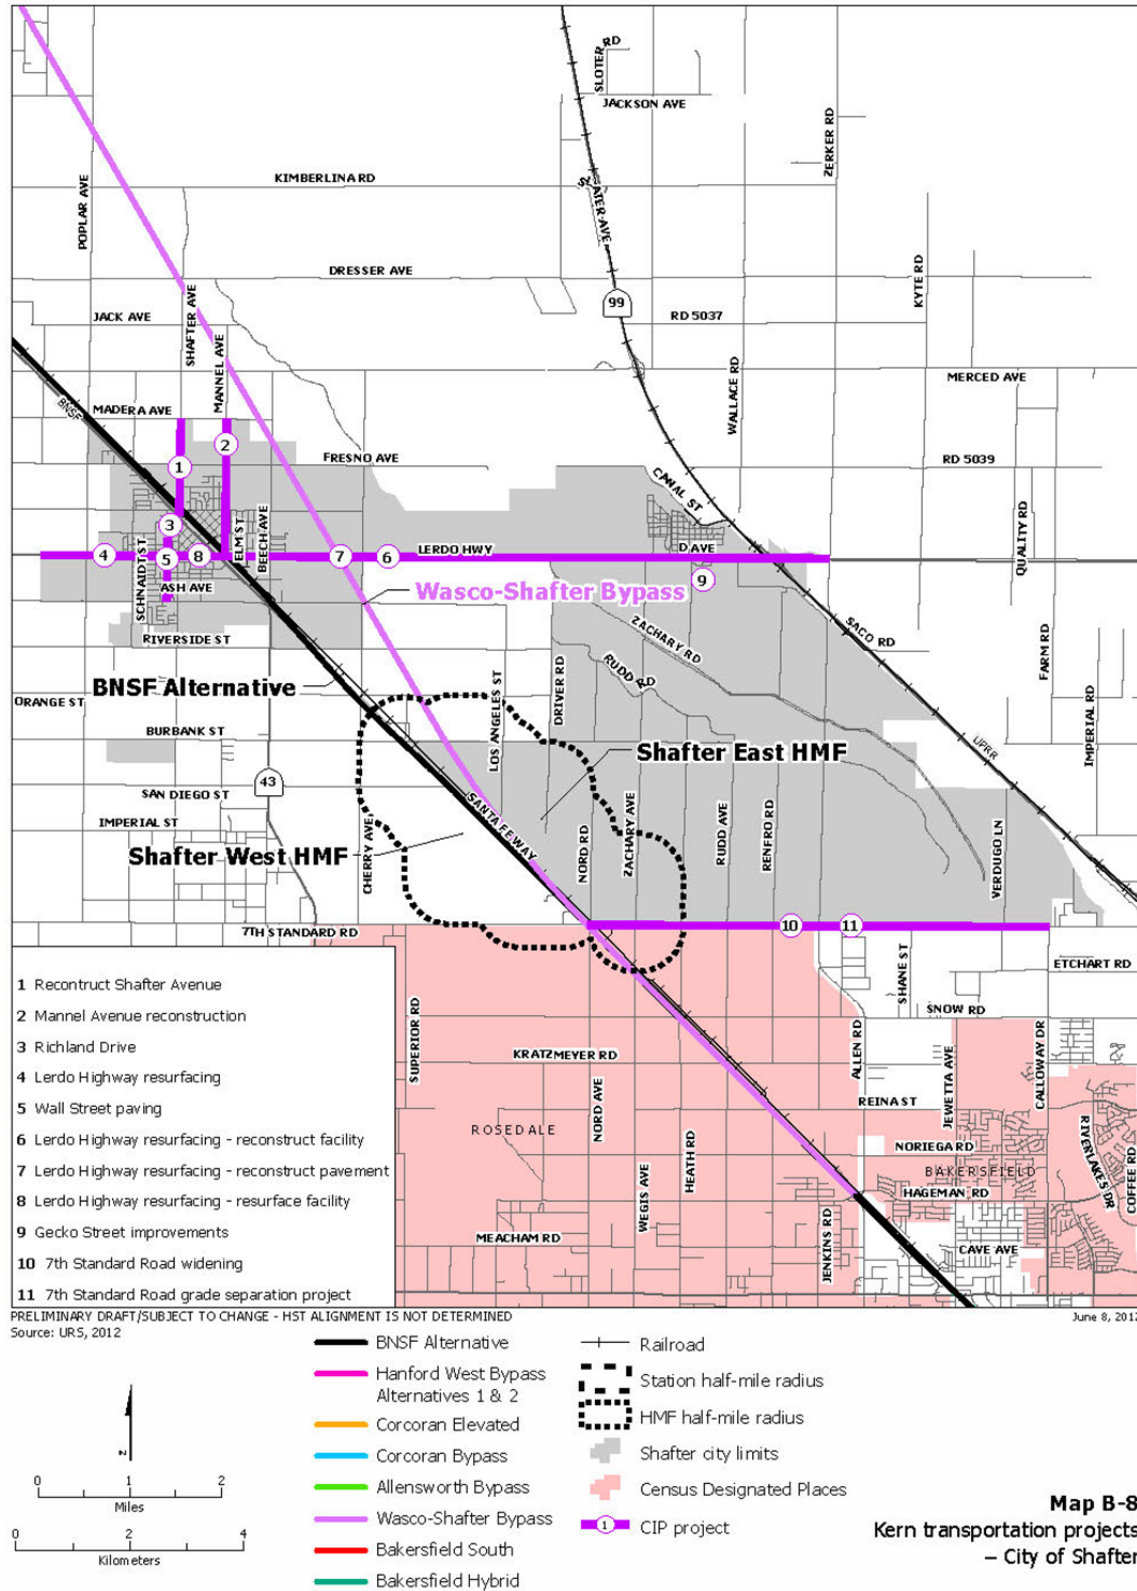 SLOTER RD
JACKSON AVE
ZERKER RD
KIMBERLINA RD
SLATER AVE
POPLAR AVE
DRESSER AVE
KYTE RD
99
JACK AVE
SHAFTER AVE
RD 5037
MANNEL AVE
WALLACE RD
MERCED AVE
BNSF
MADERA AVE
2
1
FRESNO AVE
RD 5039
CANAL ST
QUALITY RD
3
SCHNAIDT ST
ELM ST
BEECH AVE
4
5
8
7
6
LERDO HWY
D AVE
9
ASH AVE
Wasco-Shafter Bypass
RIVERSIDE ST
ZACHARY RD
SACO RD
FARM RD
RUDD RD
BNSF Alternative
ORANGE ST
LOS ANGELES ST
DRIVER RD
IMPERIAL RD
BURBANK ST
UPRR
Shafter East HMF
43
SAN DIEGO ST
SANTA FE WAY
IMPERIAL ST
CHERRY AVE
NORD RD
ZACHARY AVE
RUDD AVE
RENFRO RD
VERDUGO LN
Shafter West HMF
7TH STANDARD RD
10
11
SHANE ST
ETCHART RD
SNOW RD
SUPERIOR RD
KRATZMEYER RD
ALLEN RD
JEWETTA AVE
CALLOWAY DR
REINA ST
NORD AVE
ROSEDALE
HEATH RD
NORIEGA RD
RIVERLAKES DR
COFFEE RD
BAKERSFIELD
HAGEMAN RD
WEGIS AVE
MEACHAM RD
JENKINS RD
CAVE AVE
1 Recontruct Shafter Avenue
2 Mannel Avenue reconstruction
3 Richland Drive
4 Lerdo Highway resurfacing
5 Wall Street paving
6 Lerdo Highway resurfacing - reconstruct facility
7 Lerdo Highway resurfacing - reconstruct pavement
8 Lerdo Highway resurfacing - resurface facility
9 Gecko Street improvements
10 7th Standard Road widening
11 7th Standard Road grade separation project
PRELIMINARY DRAFT/SUBJECT TO CHANGE - HST ALIGNMENT IS NOT DETERMINED
Source: URS, 2012
June 8, 2012
BNSF Alternative
Hanford West Bypass
Alternatives 1 & 2
Corcoran Elevated
Corcoran Bypass
Allensworth Bypass
Wasco-Shafter Bypass
Bakersfield South
Bakersfield Hybrid
Railroad
Station half-mile radius
HMF half-mile radius
Shafter city limits
Census Designated Places
1 CIP project
N
0 1 2
Miles
0 2 4
Kilometers
Map B-8
Kern transportation projects
– City of Shafter